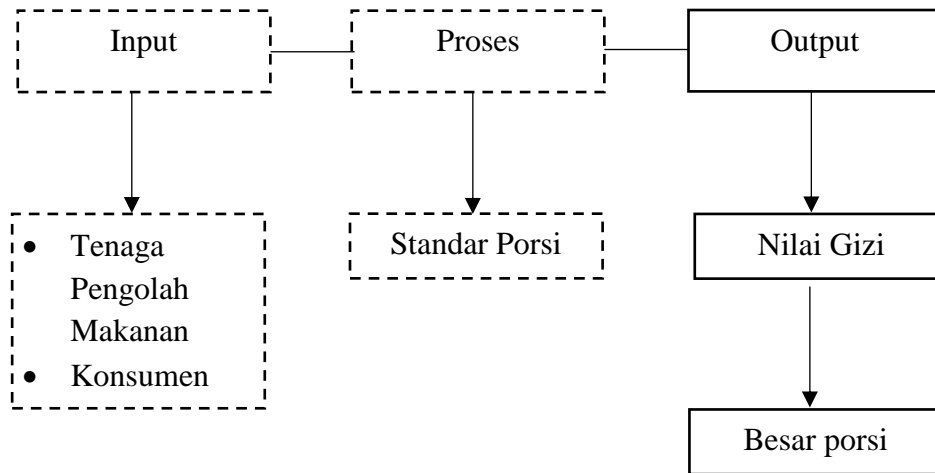 Input
Proses
Output
• Tenaga
Pengolah
Makanan
• Konsumen
Standar Porsi
Nilai Gizi
Besar porsi